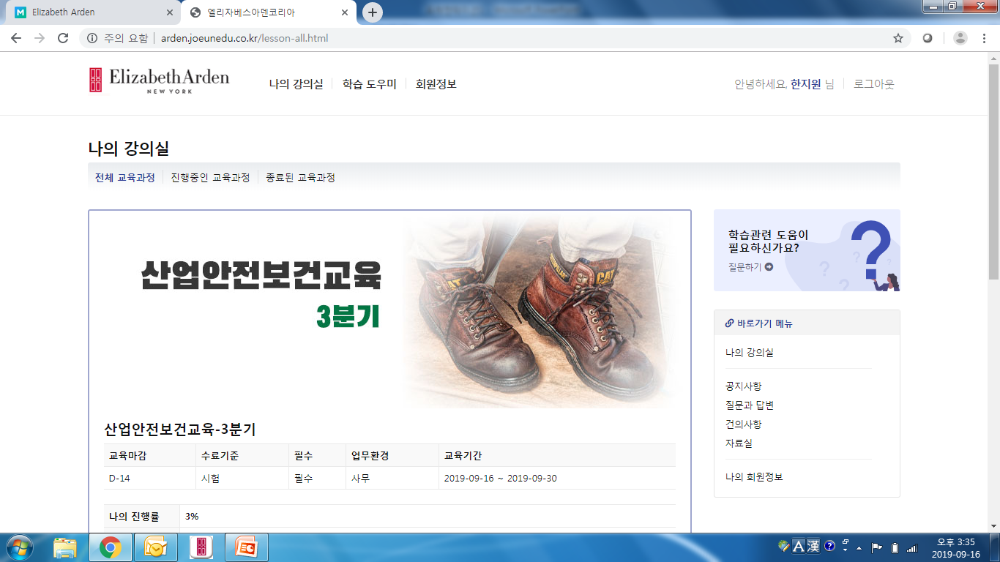 Elizabeth Arden
엘리자베스아덴코리아
주의 요함
arden.joeunedu.co.kr/lesson-all.html
ElizabethArden
NEW YORK
나의 강의실
학습 도우미
회원정보
안녕하세요, 한지원 님
로그아웃
나의 강의실
전체 교육과정
진행중인 교육과정
종료된 교육과정
산업안전보건교육
3분기
CATERPILLAR
CAT
CAT
산업안전보건교육-3분기
교육마감 수료기준 필수 업무환경 교육기간
D-14 시험 필수 사무 2019-09-16 ~ 2019-09-30
나의 진행률 3%
학습관련 도움이
필요하신가요?
질문하기
바로가기 메뉴
나의 강의실
공지사항
질문과 답변
건의사항
자료실
나의 회원정보
A 漢
오후 3:35
2019-09-16